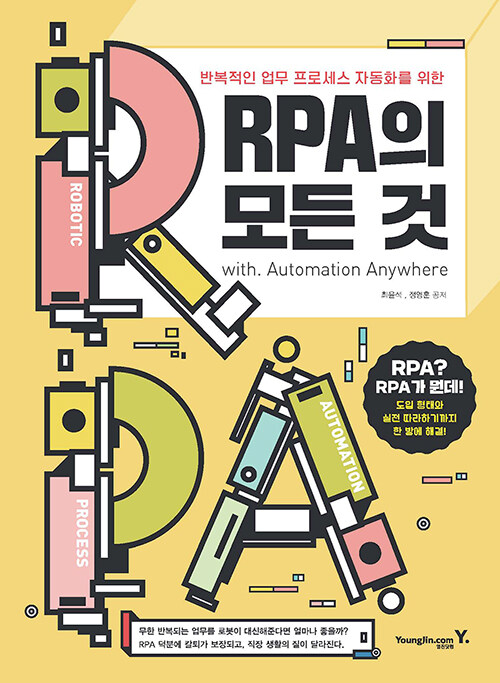 반복적인 업무 프로세스 자동화를 위한
RPA의
모든 것
with. Automation Anywhere
최윤석, 정영훈 공저
ROBOTIC
RPA?
RPA가 뭔데!
도입 형태와
실전 따라하기까지
한 방에 해결!
AUTOMATION
PROCESS
무한 반복되는 업무를 로봇이 대신해준다면 얼마나 좋을까?
RPA 덕분에 칼퇴가 보장되고, 직장 생활의 질이 달라진다.
YoungJin.com Y.
영진닷컴